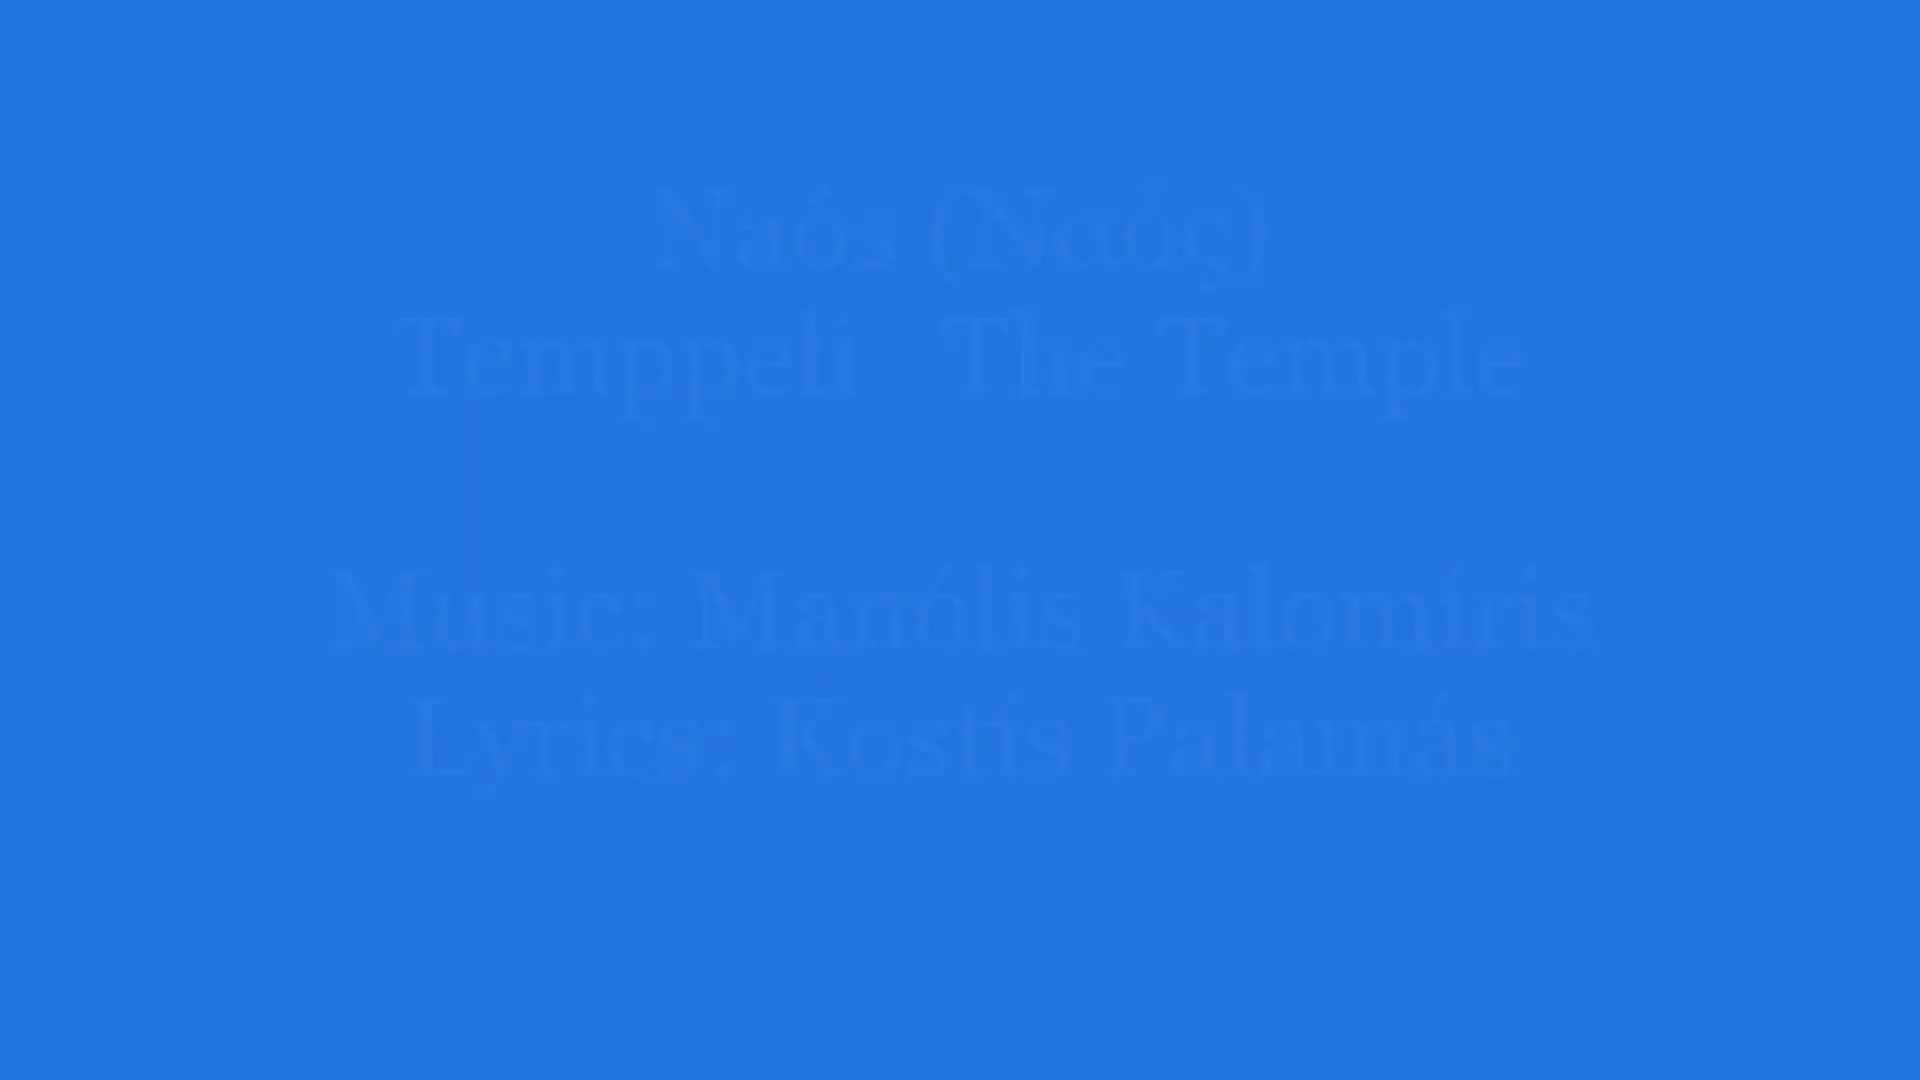 Naós (Ναός)
Temppeli The Temple
Music: Manólis Kalomíris
Lyrics: Kostís Palamás